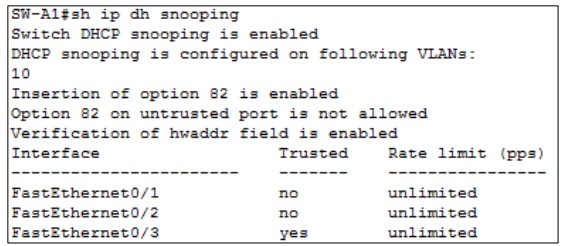 SW-A1#sh ip dh snooping
Switch DHCP snooping is enabled
DHCP snooping is configured on following VLANs:
10
Insertion of option 82 is enabled
Option 82 on untrusted port is not allowed
Verification of hwaddr field is enabled
Interface                  Trusted    Rate limit (pps)
-----------------------    -------    ----------------
FastEthernet0/1            no         unlimited
FastEthernet0/2            no         unlimited
FastEthernet0/3            yes        unlimited